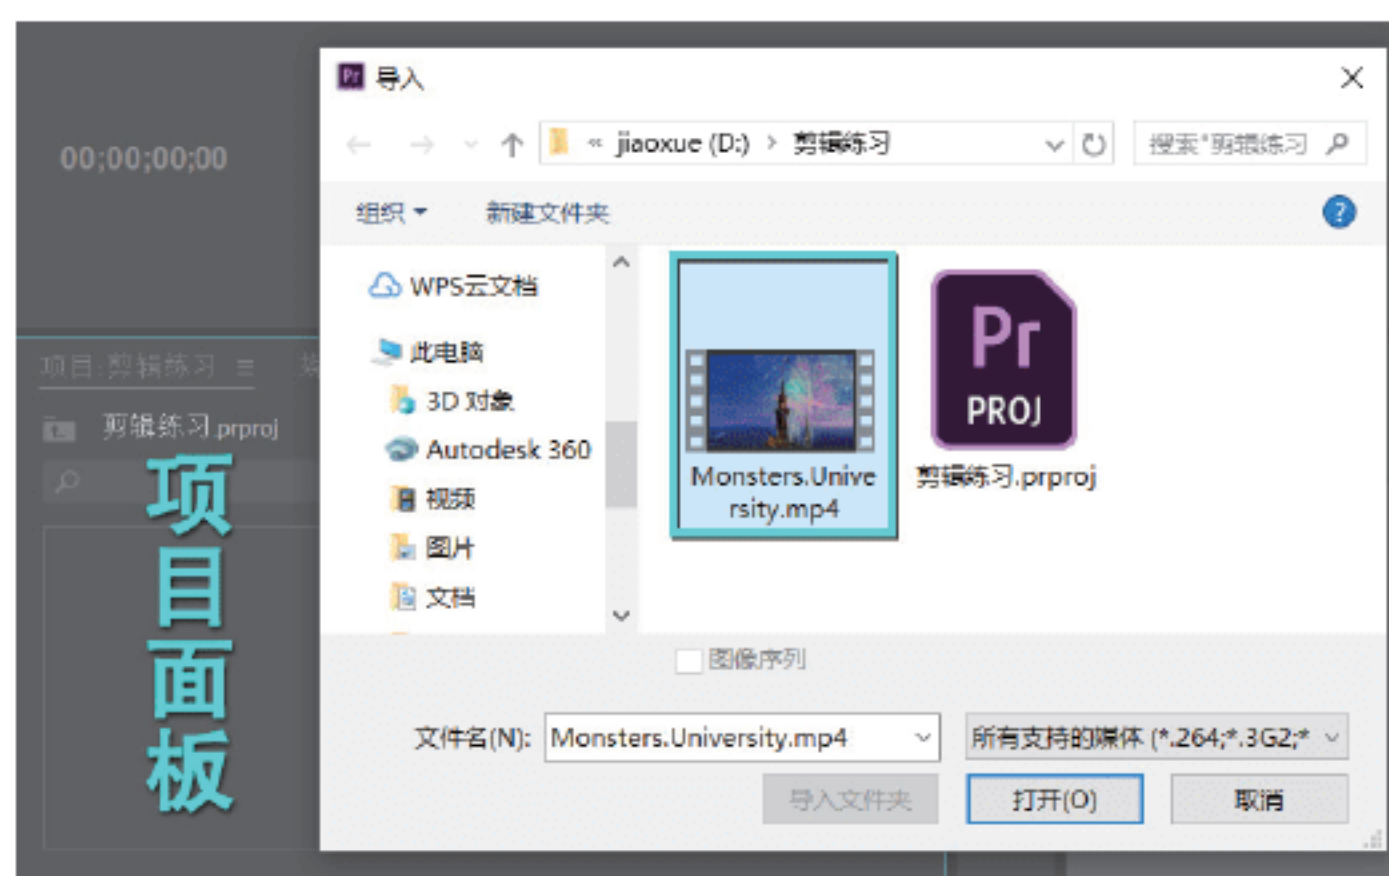 Pr 导入
00;00;00;00
« jiaoxue (D:) > 剪辑练习
搜索"剪辑练习
组织
新建文件夹
?
WPS云文档
此电脑
3D 对象
Autodesk 360
视频
图片
文档
Monsters.Unive
rsity.mp4
Pr
PROJ
剪辑练习.prproj
项目:剪辑练习
剪辑练习.prproj
项
目
面
板
图像序列
文件名(N):
Monsters.University.mp4
所有支持的媒体 (*.264;*.3G2;*
导入文件夹
打开(O)
取消